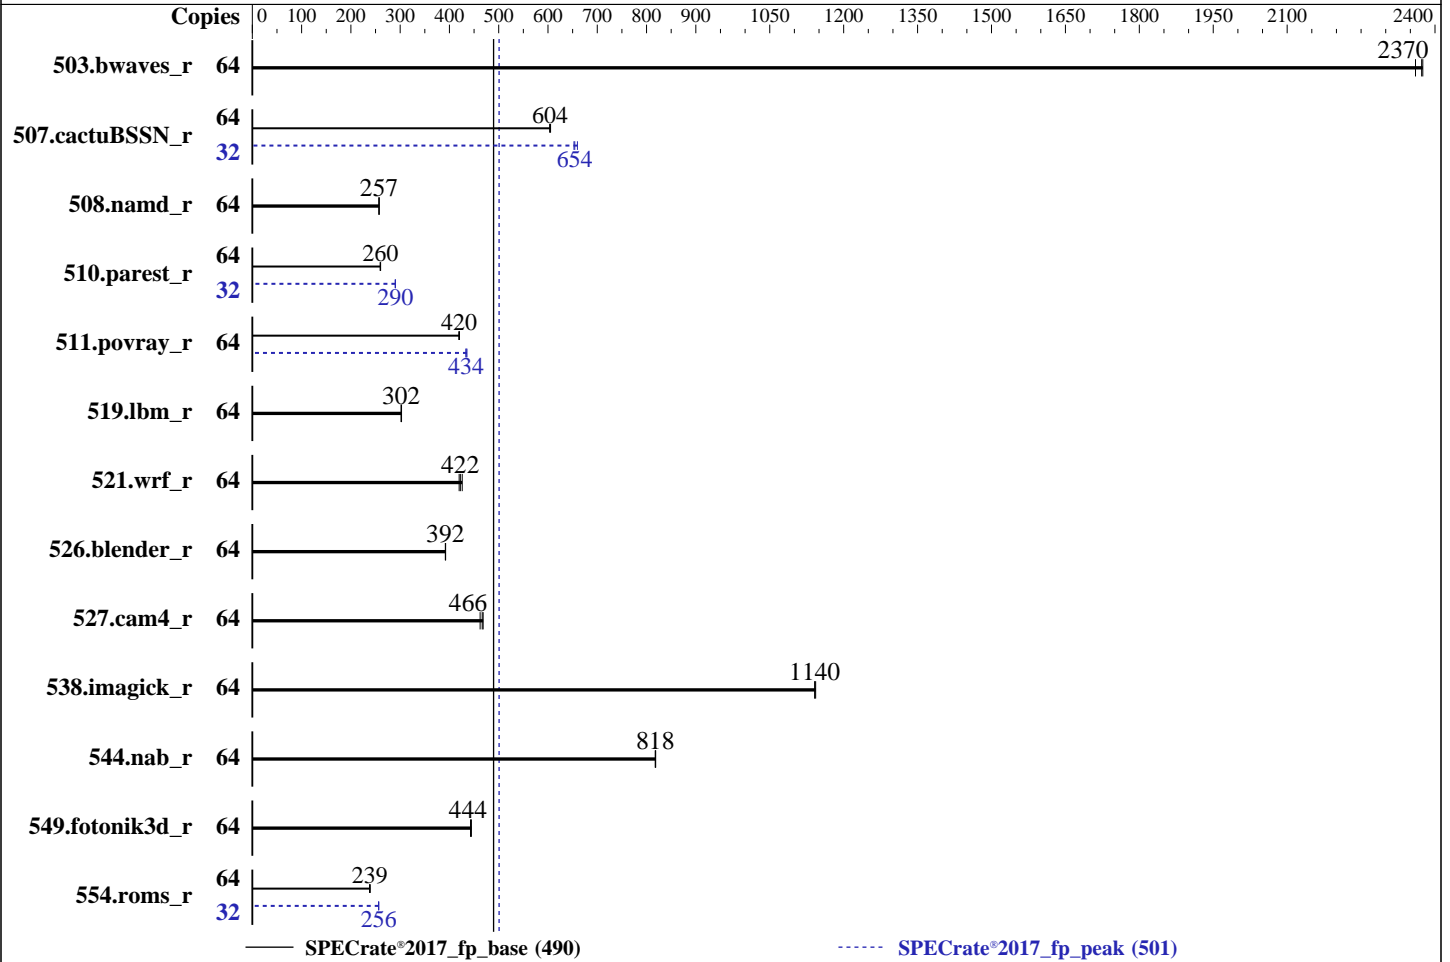 Copies 0 100 200 300 400 500 600 700 800 900 1050 1200 1350 1500 1650 1800 1950 2100 2400
503.bwaves_r 64 2370
507.cactuBSSN_r 64 604
32 654
508.namd_r 64 257
510.parest_r 64 260
32 290
511.povray_r 64 420
434
519.lbm_r 64 302
521.wrf_r 64 422
526.blender_r 64 392
527.cam4_r 64 466
538.imagick_r 64 1140
544.nab_r 64 818
549.fotonik3d_r 64 444
554.roms_r 64 239
32 256
SPECrate®2017_fp_base (490) SPECrate®2017_fp_peak (501)